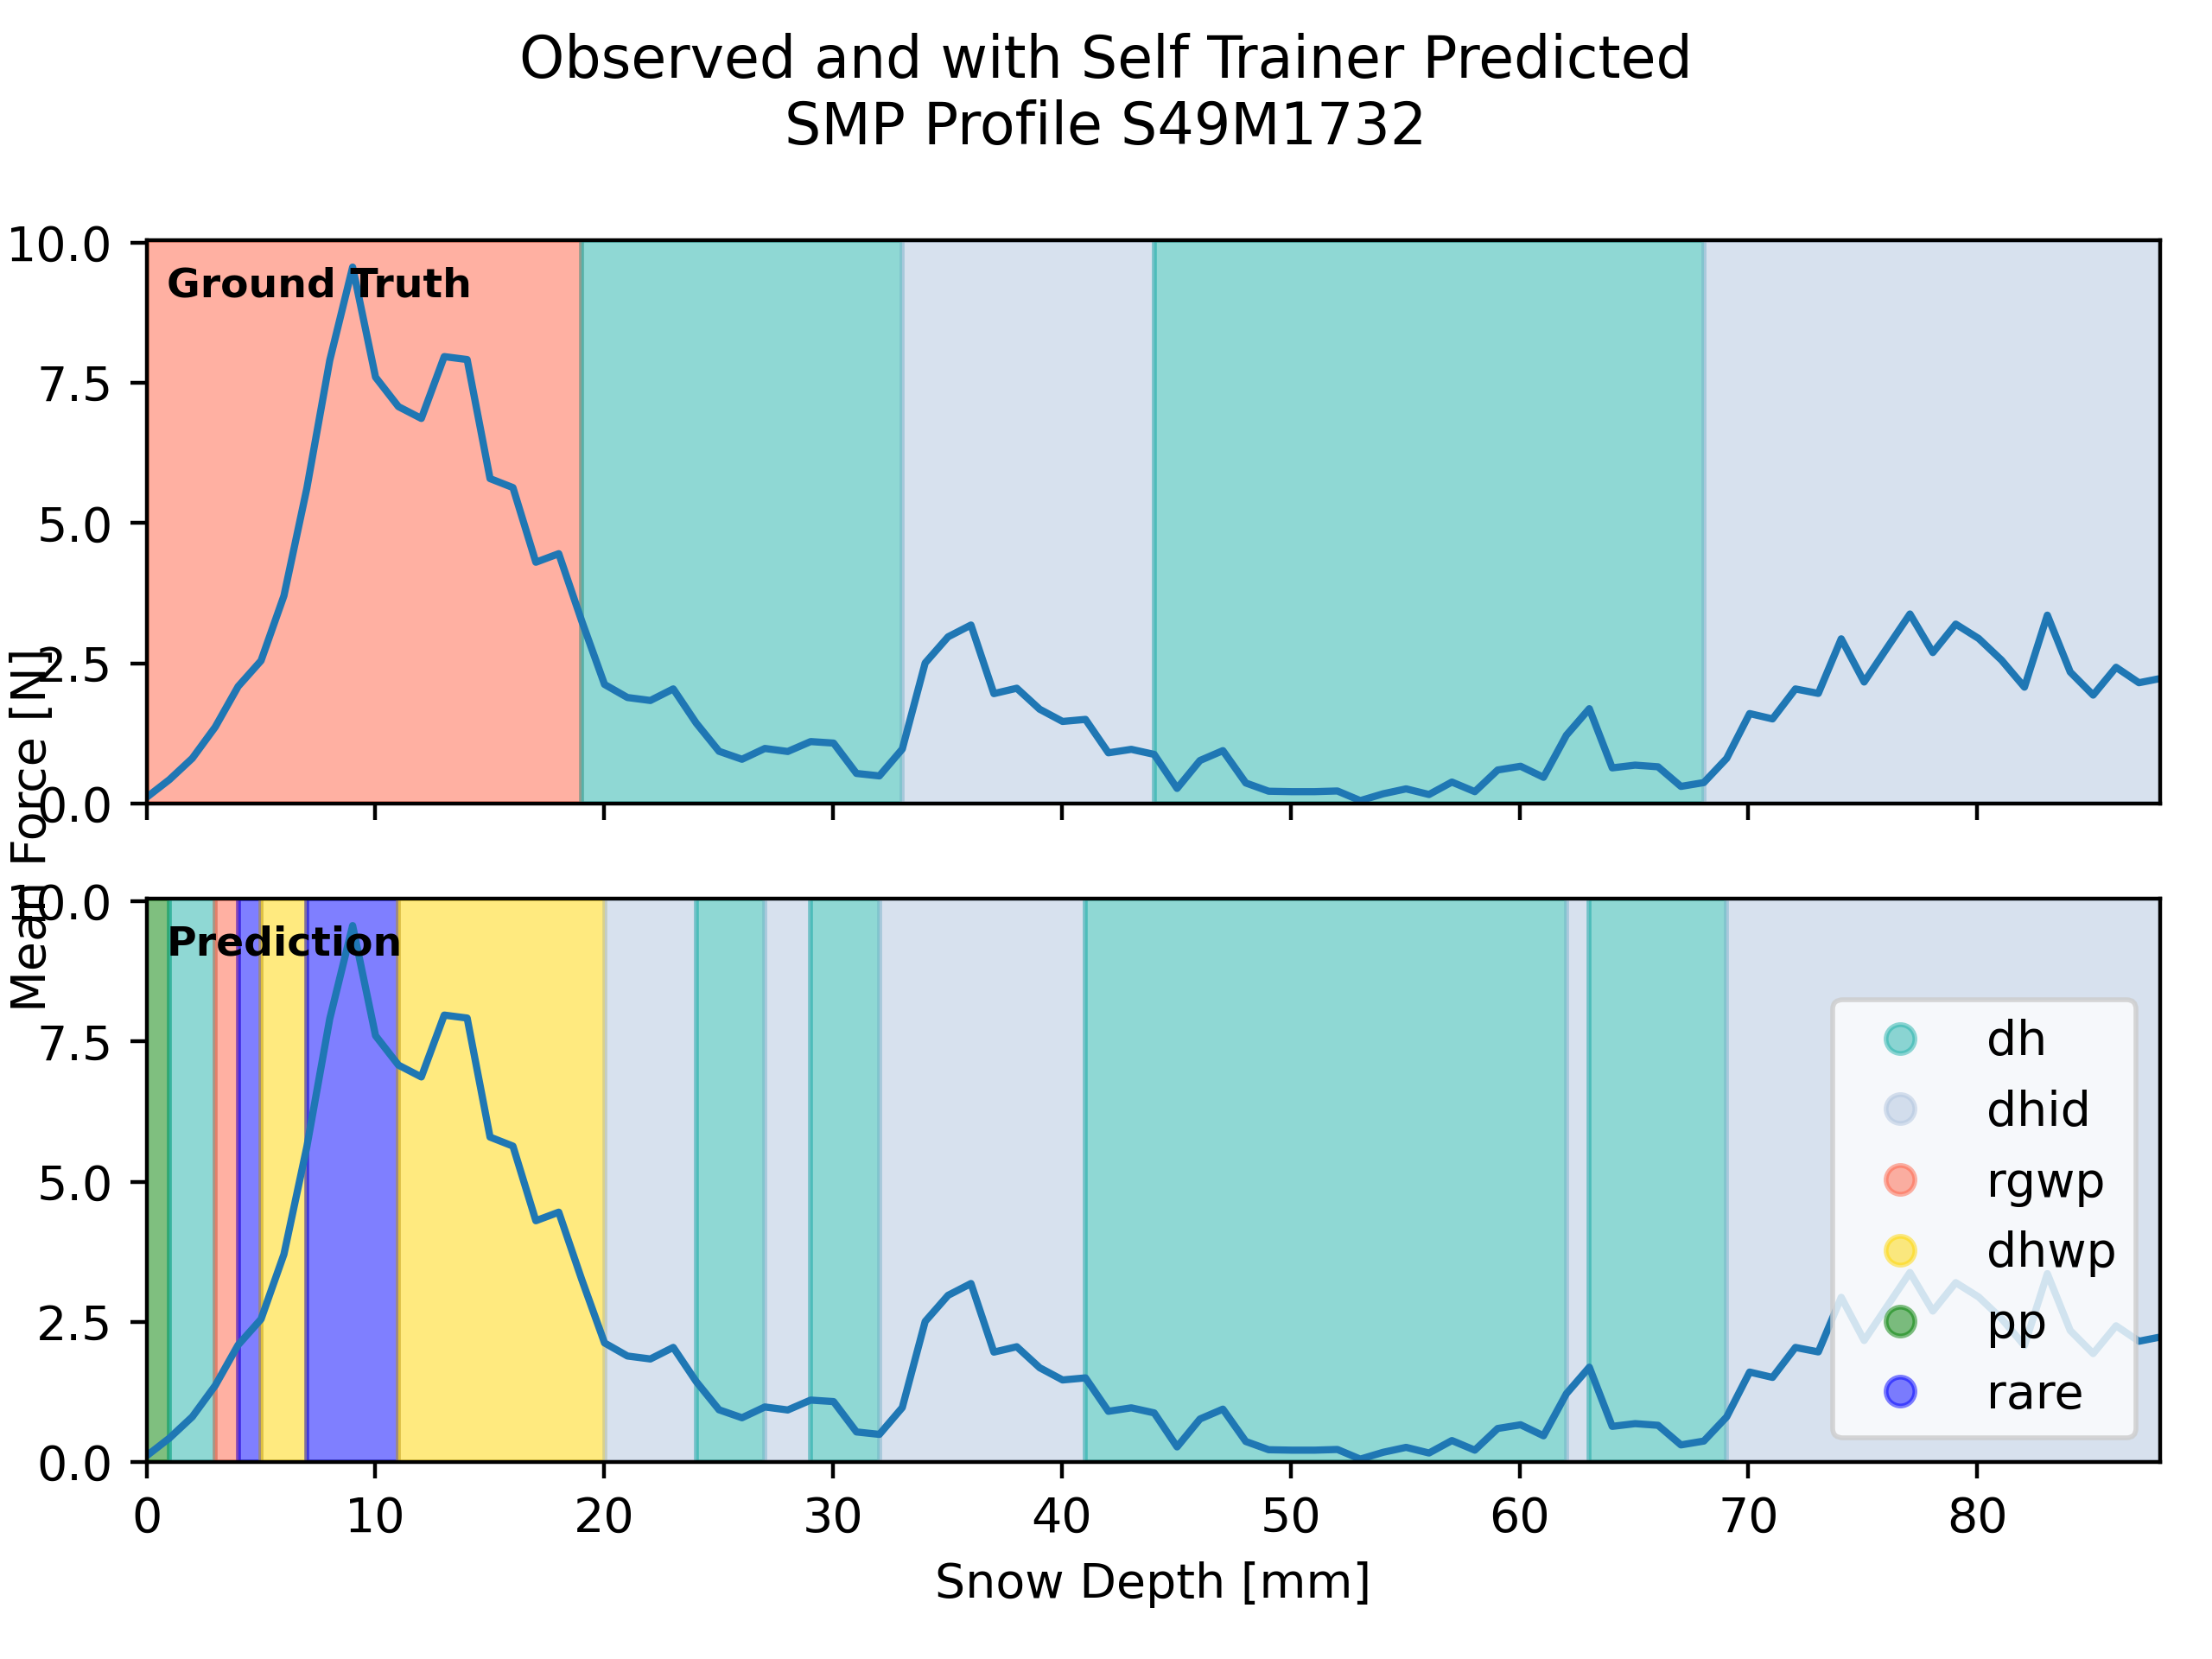 Observed and with Self Trainer Predicted
SMP Profile S49M1732
10.0
Ground Truth
7.5
5.0
2.5
0.0
Mean Force [N]
10.0
Prediction
7.5
5.0
2.5
0.0
dh
dhid
rgwp
dhwp
pp
rare
0 10 20 30 40 50 60 70 80
Snow Depth [mm]